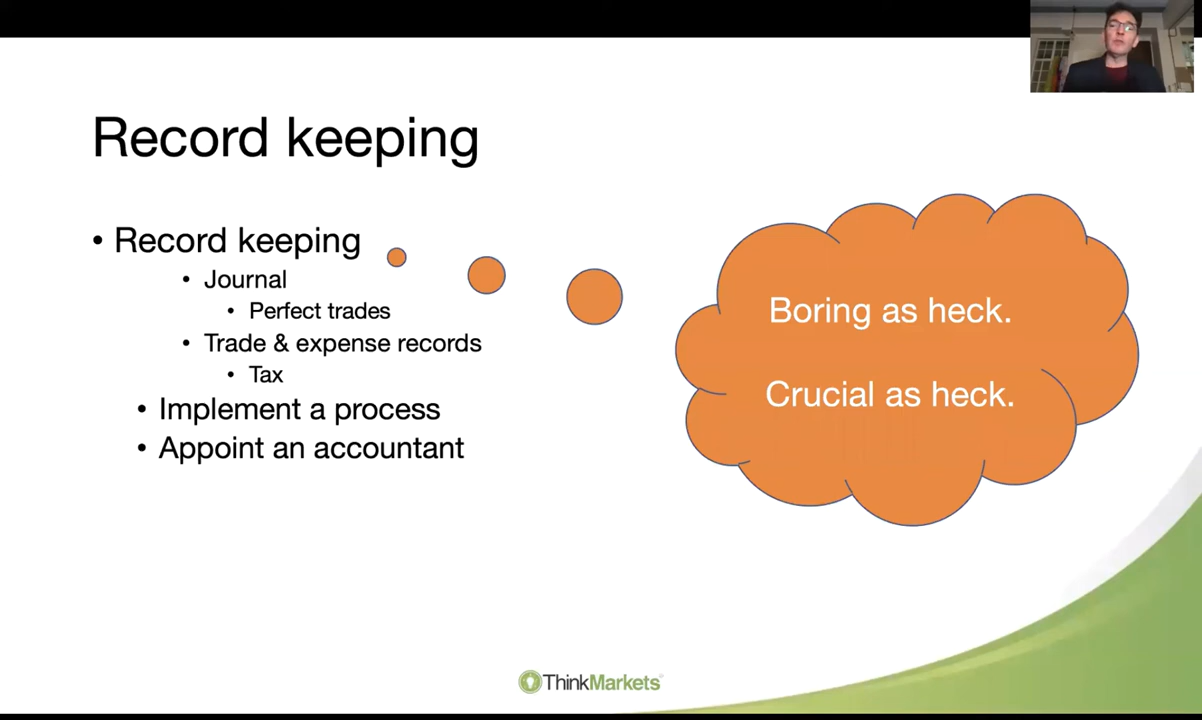 Record keeping
• Record keeping
• Journal
• Perfect trades
• Trade & expense records
• Tax
• Implement a process
• Appoint an accountant
Boring as heck.
Crucial as heck.
ThinkMarkets